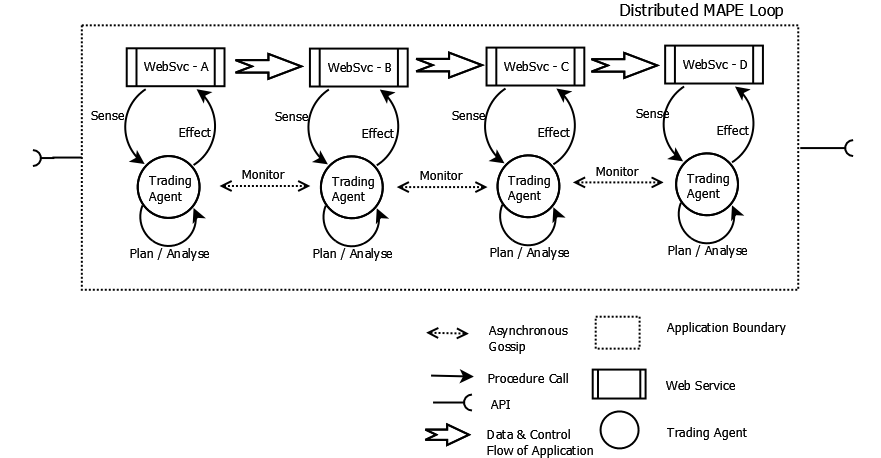 Distributed MAPE Loop
WebSvc - A
WebSvc - B
WebSvc - C
WebSvc - D
Sense
Effect
Sense
Effect
Sense
Effect
Sense
Effect
Trading
Agent
Monitor
Trading
Agent
Monitor
Trading
Agent
Monitor
Trading
Agent
Plan / Analyse
Plan / Analyse
Plan / Analyse
Plan / Analyse
Asynchronous
Gossip
Application Boundary
Procedure Call
Web Service
API
Data & Control
Flow of Application
Trading Agent